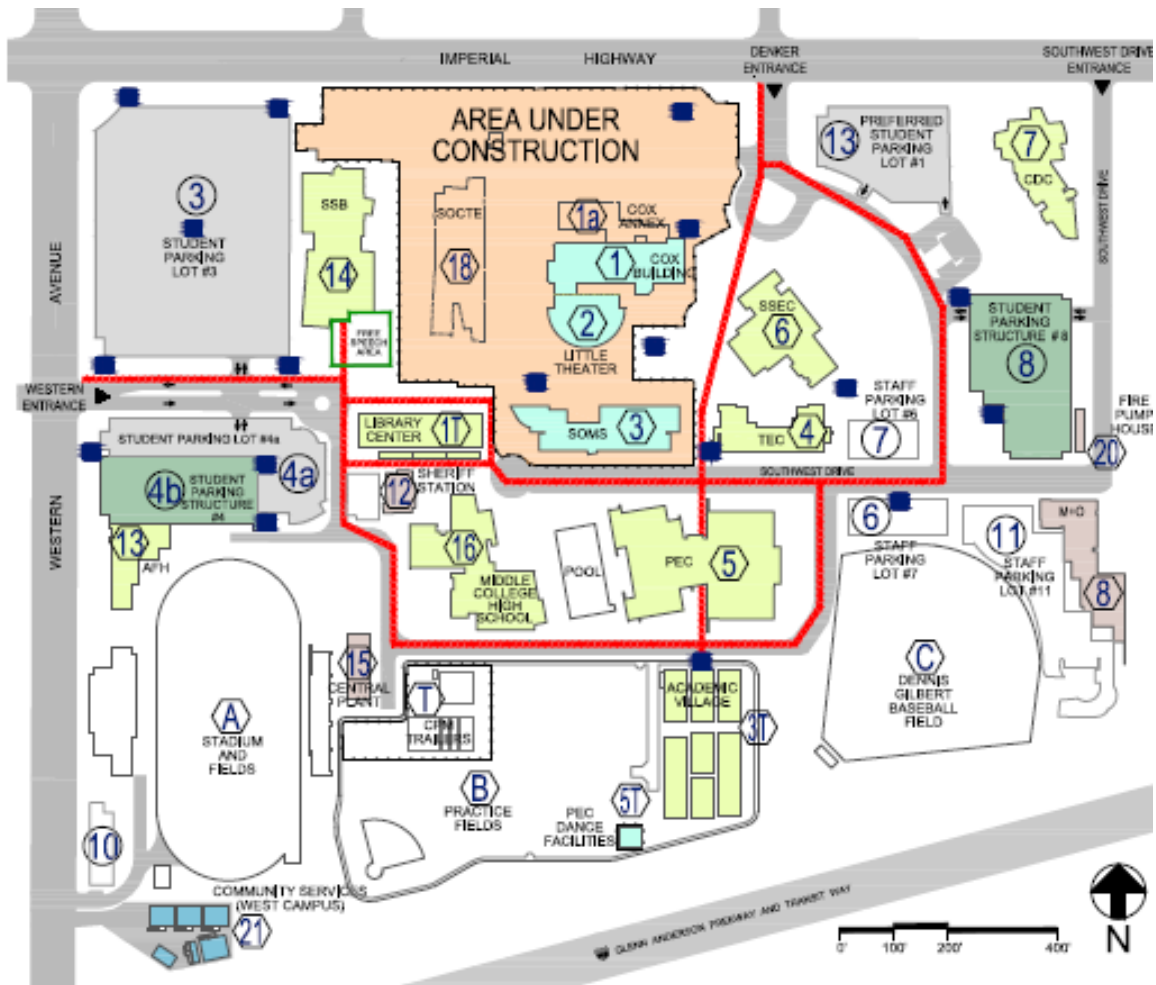 IMPERIAL HIGHWAY
DENKER
ENTRANCE
SOUTHWEST DRIVE
ENTRANCE
AREA UNDER
CONSTRUCTION
13
PREFERRED
STUDENT
PARKING
LOT #1
7
CDC
SOUTHWEST DRIVE
3
STUDENT
PARKING
LOT #3
AVENUE
SSB
14
FREE
SPEECH
AREA
SOCTE
18
1a
COX
ANNEX
1
COX
BUILDING
2
LITTLE
THEATER
SSEC
6
STUDENT
PARKING
STRUCTURE #8
8
WESTERN
ENTRANCE
LIBRARY
CENTER
1T
SOMS
3
TEC
4
STAFF
PARKING
LOT #6
7
FIRE
PUMP
HOUSE
20
STUDENT PARKING LOT #4a
4a
4b
STUDENT
PARKING
STRUCTURE
#4
SHERIFF
STATION
12
SOUTHWEST DRIVE
WESTERN
13
AFH
16
MIDDLE
COLLEGE
HIGH
SCHOOL
POOL
PEC
5
6
STAFF
PARKING
LOT #7
11
STAFF
PARKING
LOT #11
M+O
8
15
CENTRAL
PLANT
A
STADIUM
AND
FIELDS
T
CPM
TRAILERS
ACADEMIC
VILLAGE
3T
C
DENNIS
GILBERT
BASEBALL
FIELD
B
PRACTICE
FIELDS
5T
PEC
DANCE
FACILITIES
10
COMMUNITY SERVICES
(WEST CAMPUS)
21
GLENN ANDERSON FREEWAY AND TRANSIT WAY
N
0' 100' 200' 400'